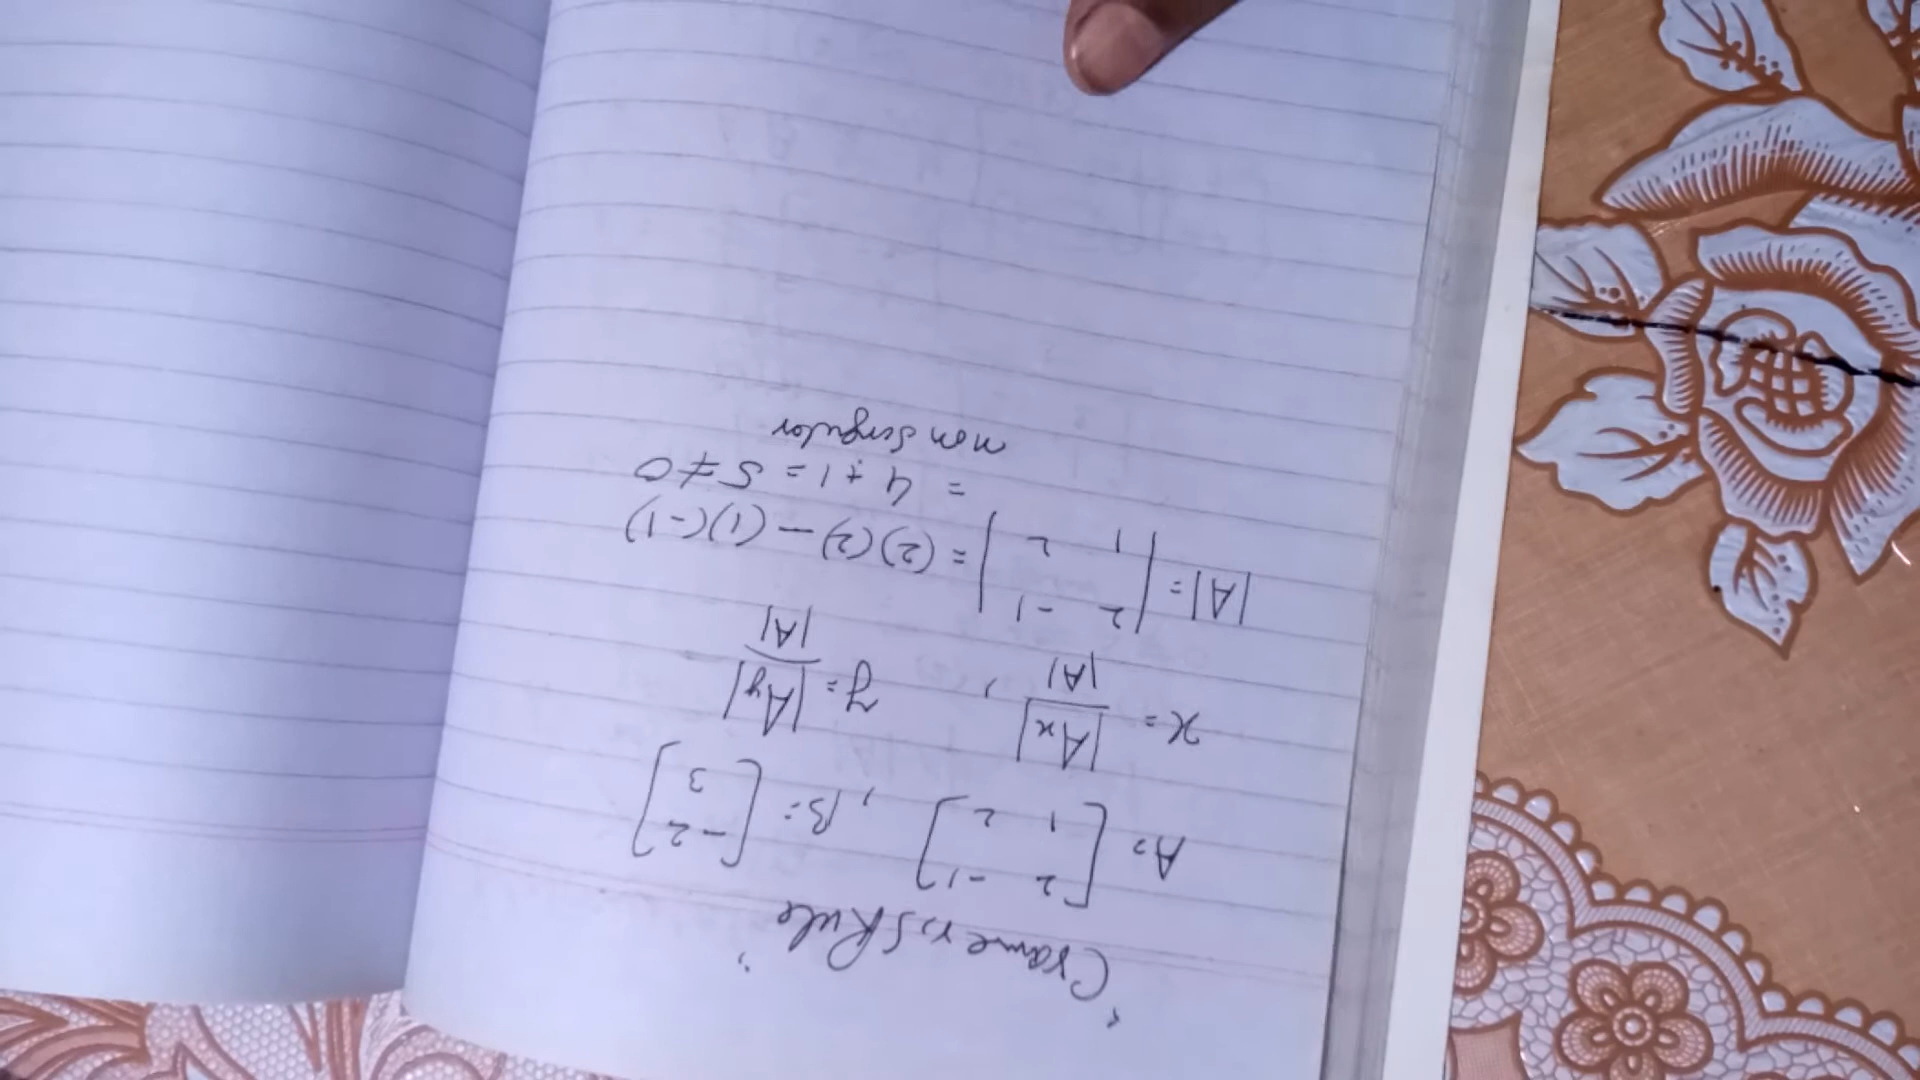 "Cramer's Rule"
A = [2 -1
1 2], B = [-2
3]
x = |Ax| / |A| , y = |Ay| / |A|
|A| = |2 -1
1 2| = (2)(2) - (1)(-1)
= 4 + 1 = 5 ≠ 0
non singular